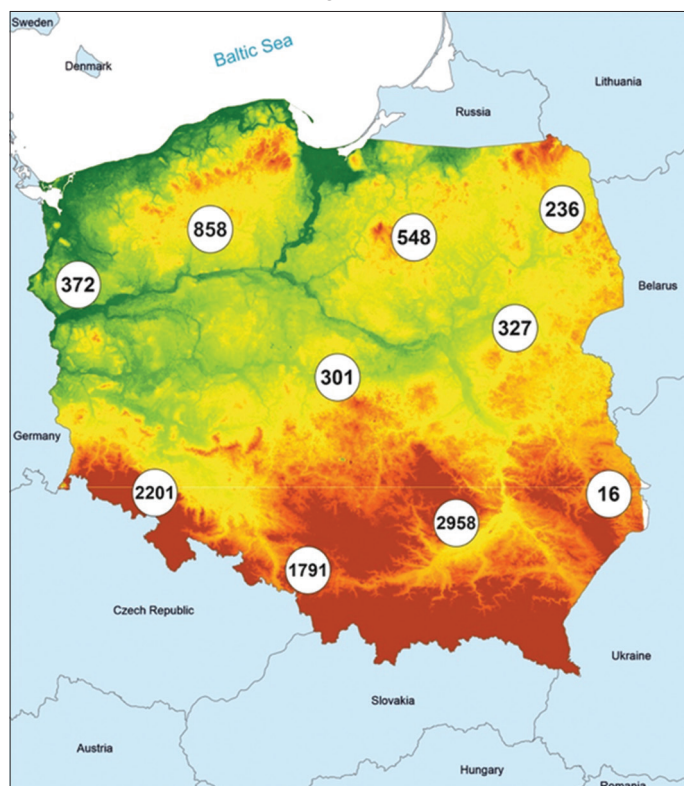 Sweden
Baltic Sea
Denmark
Lithuania
Russia
236
858
548
372
Belarus
327
301
Germany
2201
16
2958
1791
Czech Republic
Ukraine
Slovakia
Austria
Hungary
Romania